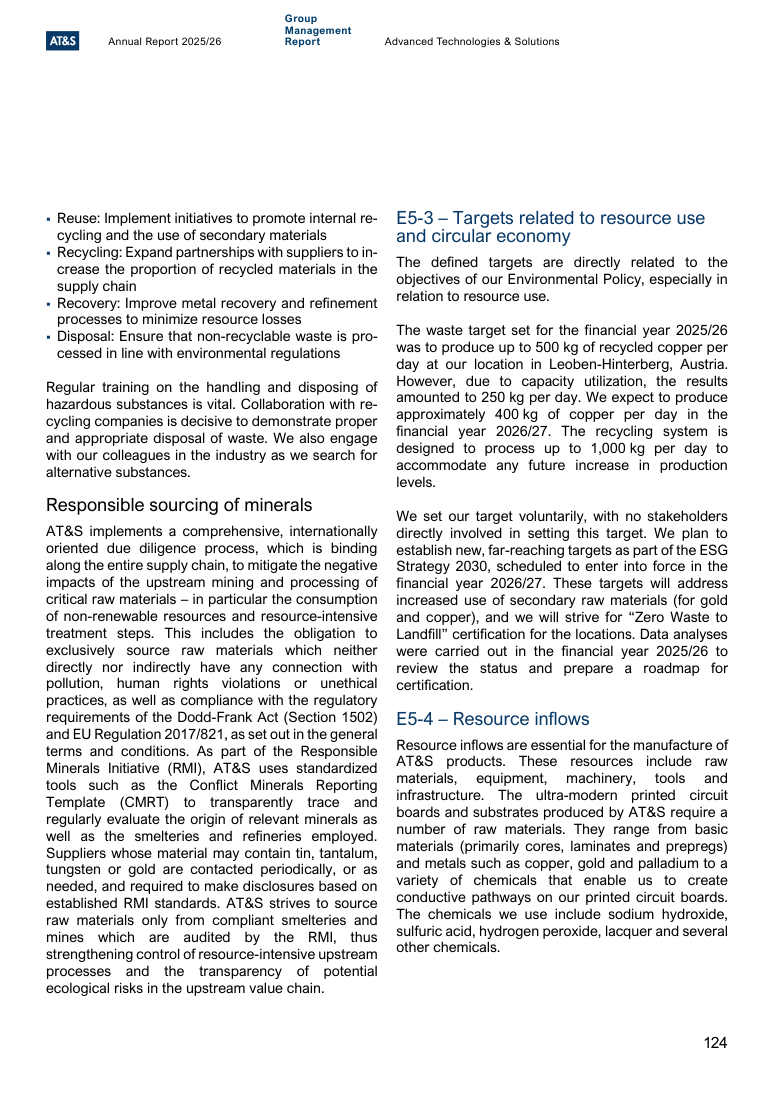 AT&S
Annual Report 2025/26
Group
Management
Report
Advanced Technologies & Solutions
▪ Reuse: Implement initiatives to promote internal re-
cycling and the use of secondary materials
▪ Recycling: Expand partnerships with suppliers to in-
crease the proportion of recycled materials in the
supply chain
▪ Recovery: Improve metal recovery and refinement
processes to minimize resource losses
▪ Disposal: Ensure that non-recyclable waste is pro-
cessed in line with environmental regulations
Regular training on the handling and disposing of
hazardous substances is vital. Collaboration with re-
cycling companies is decisive to demonstrate proper
and appropriate disposal of waste. We also engage
with our colleagues in the industry as we search for
alternative substances.
Responsible sourcing of minerals
AT&S implements a comprehensive, internationally
oriented due diligence process, which is binding
along the entire supply chain, to mitigate the negative
impacts of the upstream mining and processing of
critical raw materials – in particular the consumption
of non-renewable resources and resource-intensive
treatment steps. This includes the obligation to
exclusively source raw materials which neither
directly nor indirectly have any connection with
pollution, human rights violations or unethical
practices, as well as compliance with the regulatory
requirements of the Dodd-Frank Act (Section 1502)
and EU Regulation 2017/821, as set out in the general
terms and conditions. As part of the Responsible
Minerals Initiative (RMI), AT&S uses standardized
tools such as the Conflict Minerals Reporting
Template (CMRT) to transparently trace and
regularly evaluate the origin of relevant minerals as
well as the smelteries and refineries employed.
Suppliers whose material may contain tin, tantalum,
tungsten or gold are contacted periodically, or as
needed, and required to make disclosures based on
established RMI standards. AT&S strives to source
raw materials only from compliant smelteries and
mines which are audited by the RMI, thus
strengthening control of resource-intensive upstream
processes and the transparency of potential
ecological risks in the upstream value chain.
E5-3 – Targets related to resource use
and circular economy
The defined targets are directly related to the
objectives of our Environmental Policy, especially in
relation to resource use.
The waste target set for the financial year 2025/26
was to produce up to 500 kg of recycled copper per
day at our location in Leoben-Hinterberg, Austria.
However, due to capacity utilization, the results
amounted to 250 kg per day. We expect to produce
approximately 400 kg of copper per day in the
financial year 2026/27. The recycling system is
designed to process up to 1,000 kg per day to
accommodate any future increase in production
levels.
We set our target voluntarily, with no stakeholders
directly involved in setting this target. We plan to
establish new, far-reaching targets as part of the ESG
Strategy 2030, scheduled to enter into force in the
financial year 2026/27. These targets will address
increased use of secondary raw materials (for gold
and copper), and we will strive for “Zero Waste to
Landfill” certification for the locations. Data analyses
were carried out in the financial year 2025/26 to
review the status and prepare a roadmap for
certification.
E5-4 – Resource inflows
Resource inflows are essential for the manufacture of
AT&S products. These resources include raw
materials, equipment, machinery, tools and
infrastructure. The ultra-modern printed circuit
boards and substrates produced by AT&S require a
number of raw materials. They range from basic
materials (primarily cores, laminates and prepregs)
and metals such as copper, gold and palladium to a
variety of chemicals that enable us to create
conductive pathways on our printed circuit boards.
The chemicals we use include sodium hydroxide,
sulfuric acid, hydrogen peroxide, lacquer and several
other chemicals.
124